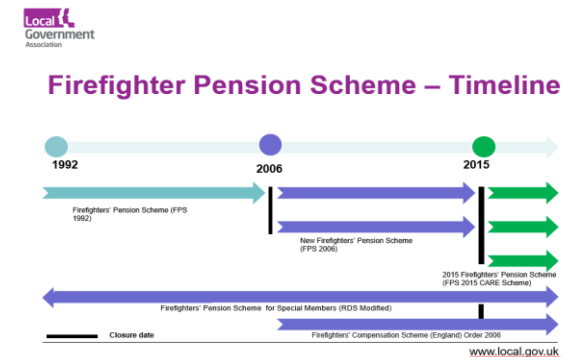 Local
Government
Association
Firefighter Pension Scheme – Timeline
1992
2006
2015
Firefighters' Pension Scheme (FPS
1992)
New Firefighters' Pension Scheme
(FPS 2006)
2015 Firefighters' Pension Scheme
(FPS 2015 CARE Scheme)
Firefighters' Pension Scheme for Special Members (RDS Modified)
Closure date
Firefighters' Compensation Scheme (England) Order 2006
www.local.gov.uk